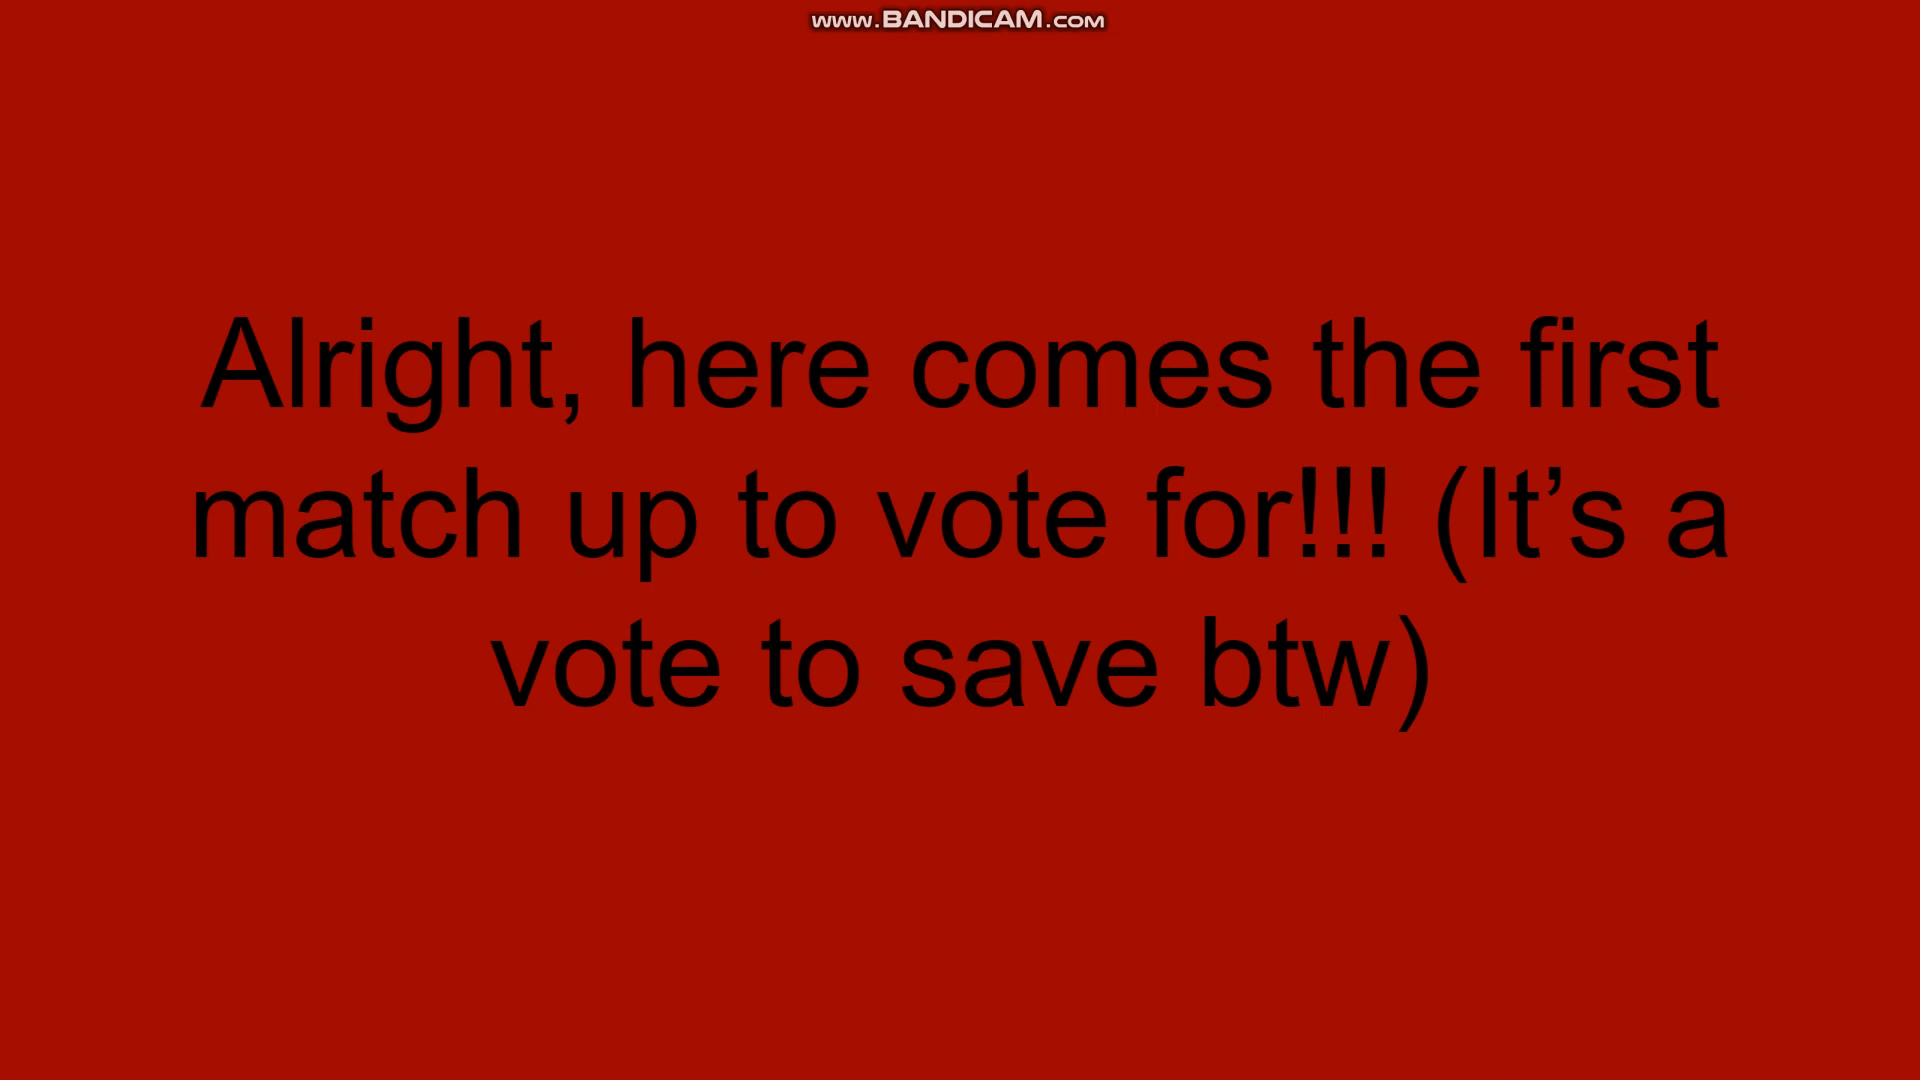 www.BANDICAM.com
Alright, here comes the first
match up to vote for!!! (It’s a
vote to save btw)